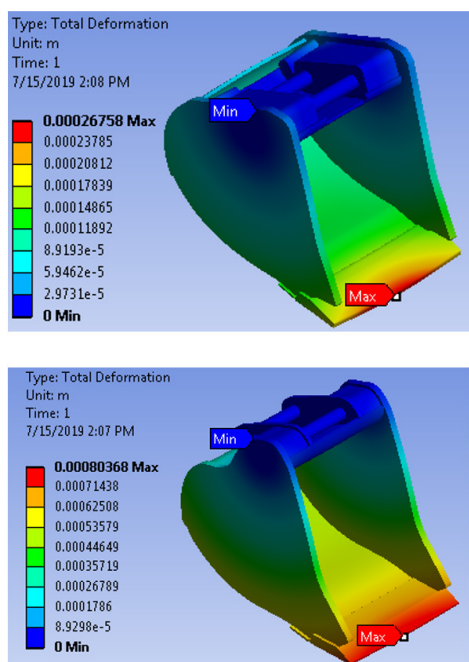 Type: Total Deformation
Unit: m
Time: 1
7/15/2019 2:08 PM
0.00026758 Max
0.00023785
0.00020812
0.00017839
0.00014865
0.00011892
8.9193e-5
5.9462e-5
2.9731e-5
0 Min
Min
Max
Type: Total Deformation
Unit: m
Time: 1
7/15/2019 2:07 PM
0.00080368 Max
0.00071438
0.00062508
0.00053579
0.00044649
0.00035719
0.00026789
0.0001786
8.9298e-5
0 Min
Min
Max